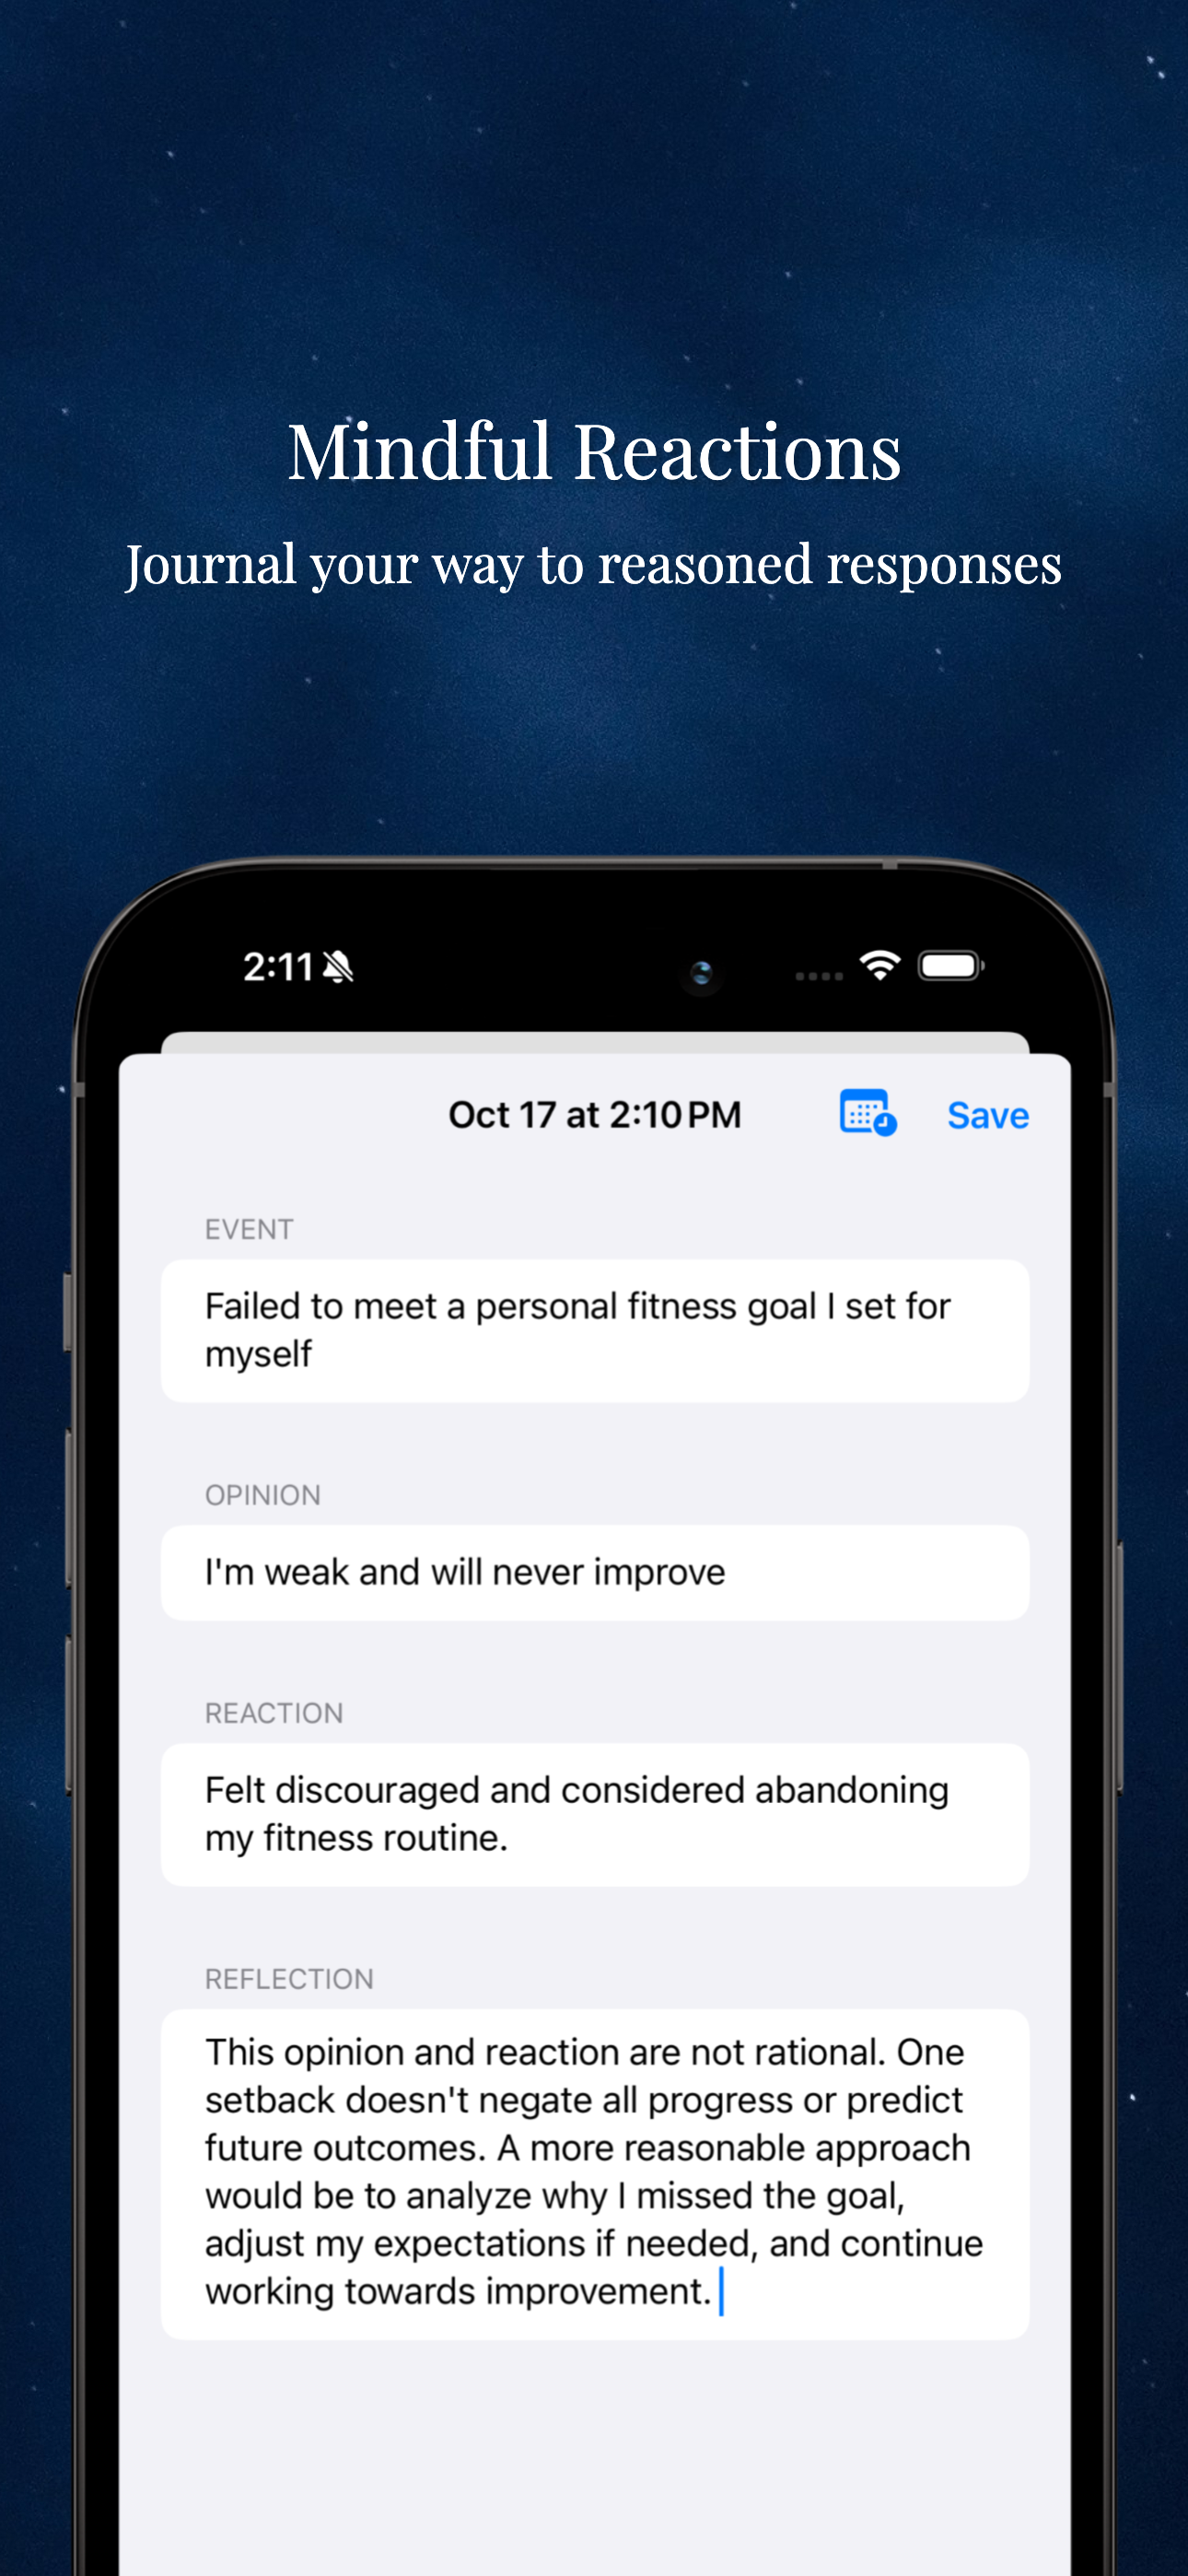 Mindful Reactions
Journal your way to reasoned responses
2:11
Oct 17 at 2:10 PM
Save
EVENT
Failed to meet a personal fitness goal I set for
myself
OPINION
I'm weak and will never improve
REACTION
Felt discouraged and considered abandoning
my fitness routine.
REFLECTION
This opinion and reaction are not rational. One
setback doesn't negate all progress or predict
future outcomes. A more reasonable approach
would be to analyze why I missed the goal,
adjust my expectations if needed, and continue
working towards improvement.